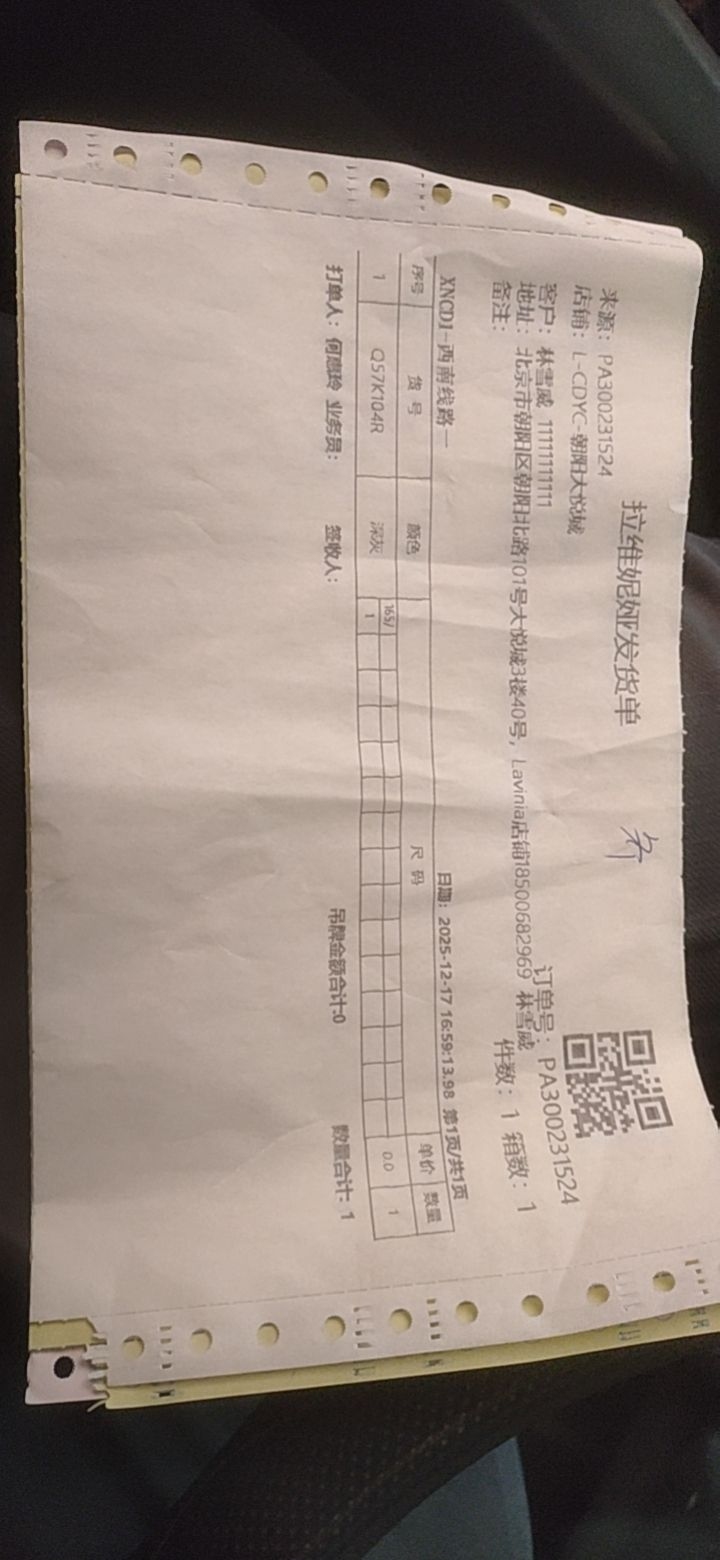 拉维妮娅发货单
来源：PA300231524
店铺：L-CDYC-朝阳大悦城
订单号：PA300231524
客户：林雪威 11111111111
地址：北京市朝阳区朝阳北路101号大悦城3楼40号，Lavinia店铺18500682969 林雪威
备注：
件数：1 箱数：1
XNCD1-西南线路一 日期：2025-12-17 16:59:13.98 第1页/共1页
序号 货号 颜色 尺码 单价 数量
1 Q57K104R 深灰 165/ 1 0.0 1
打单人：何惠玲 业务员： 签收人： 吊牌金额合计:0 数量合计: 1